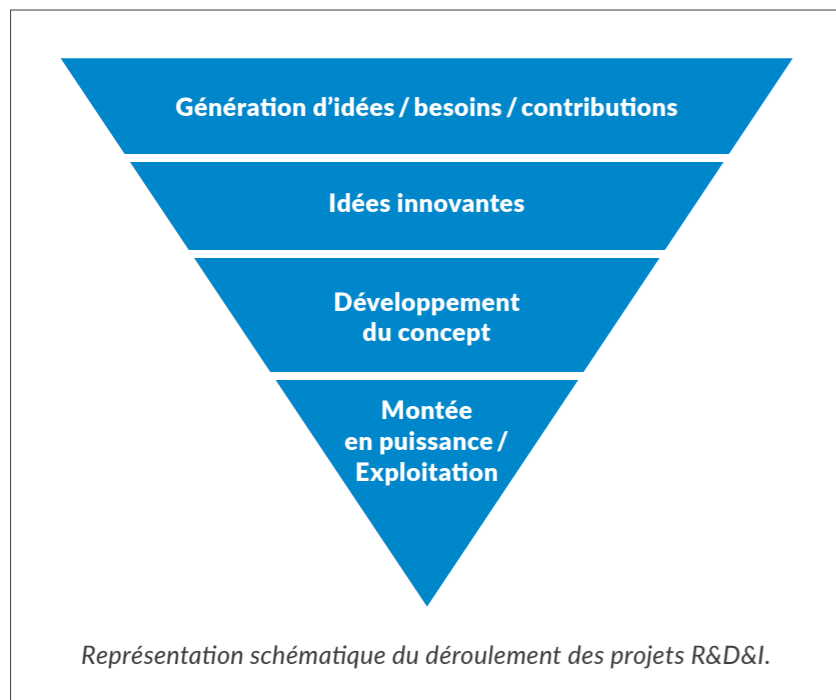 Génération d’idées / besoins / contributions
Idées innovantes
Développement
du concept
Montée
en puissance /
Exploitation
Représentation schématique du déroulement des projets R&D&I.